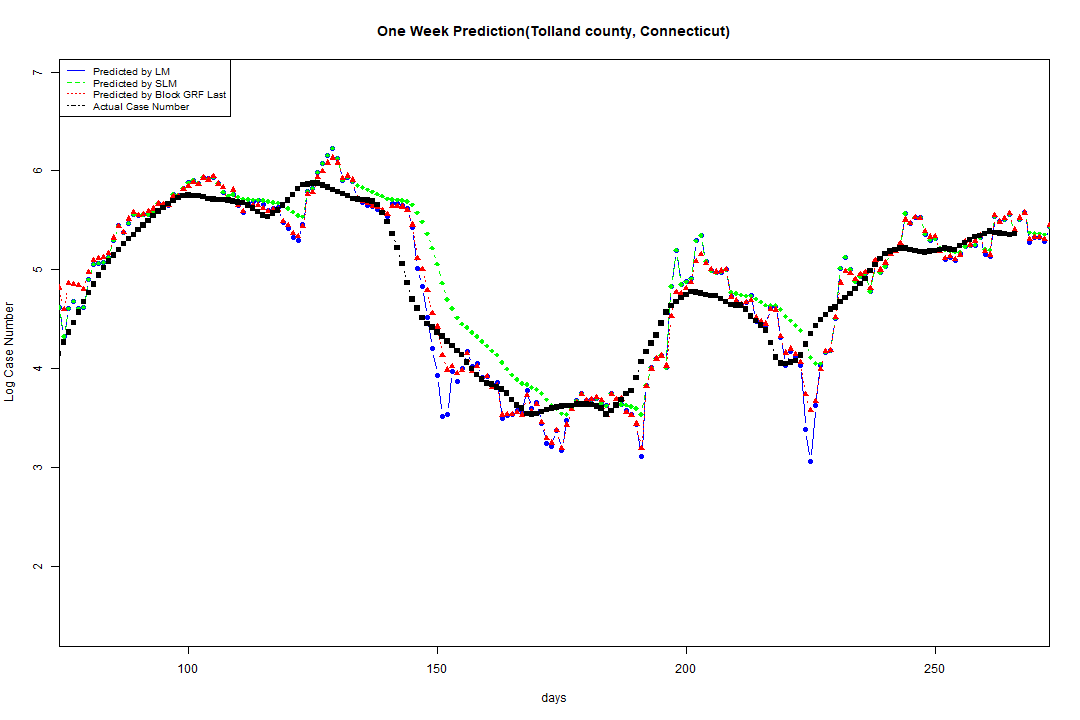 One Week Prediction(Tolland county, Connecticut)
Predicted by LM
Predicted by SLM
Predicted by Block GRF Last
Actual Case Number
7
6
5
4
3
2
Log Case Number
100 150 200 250
days